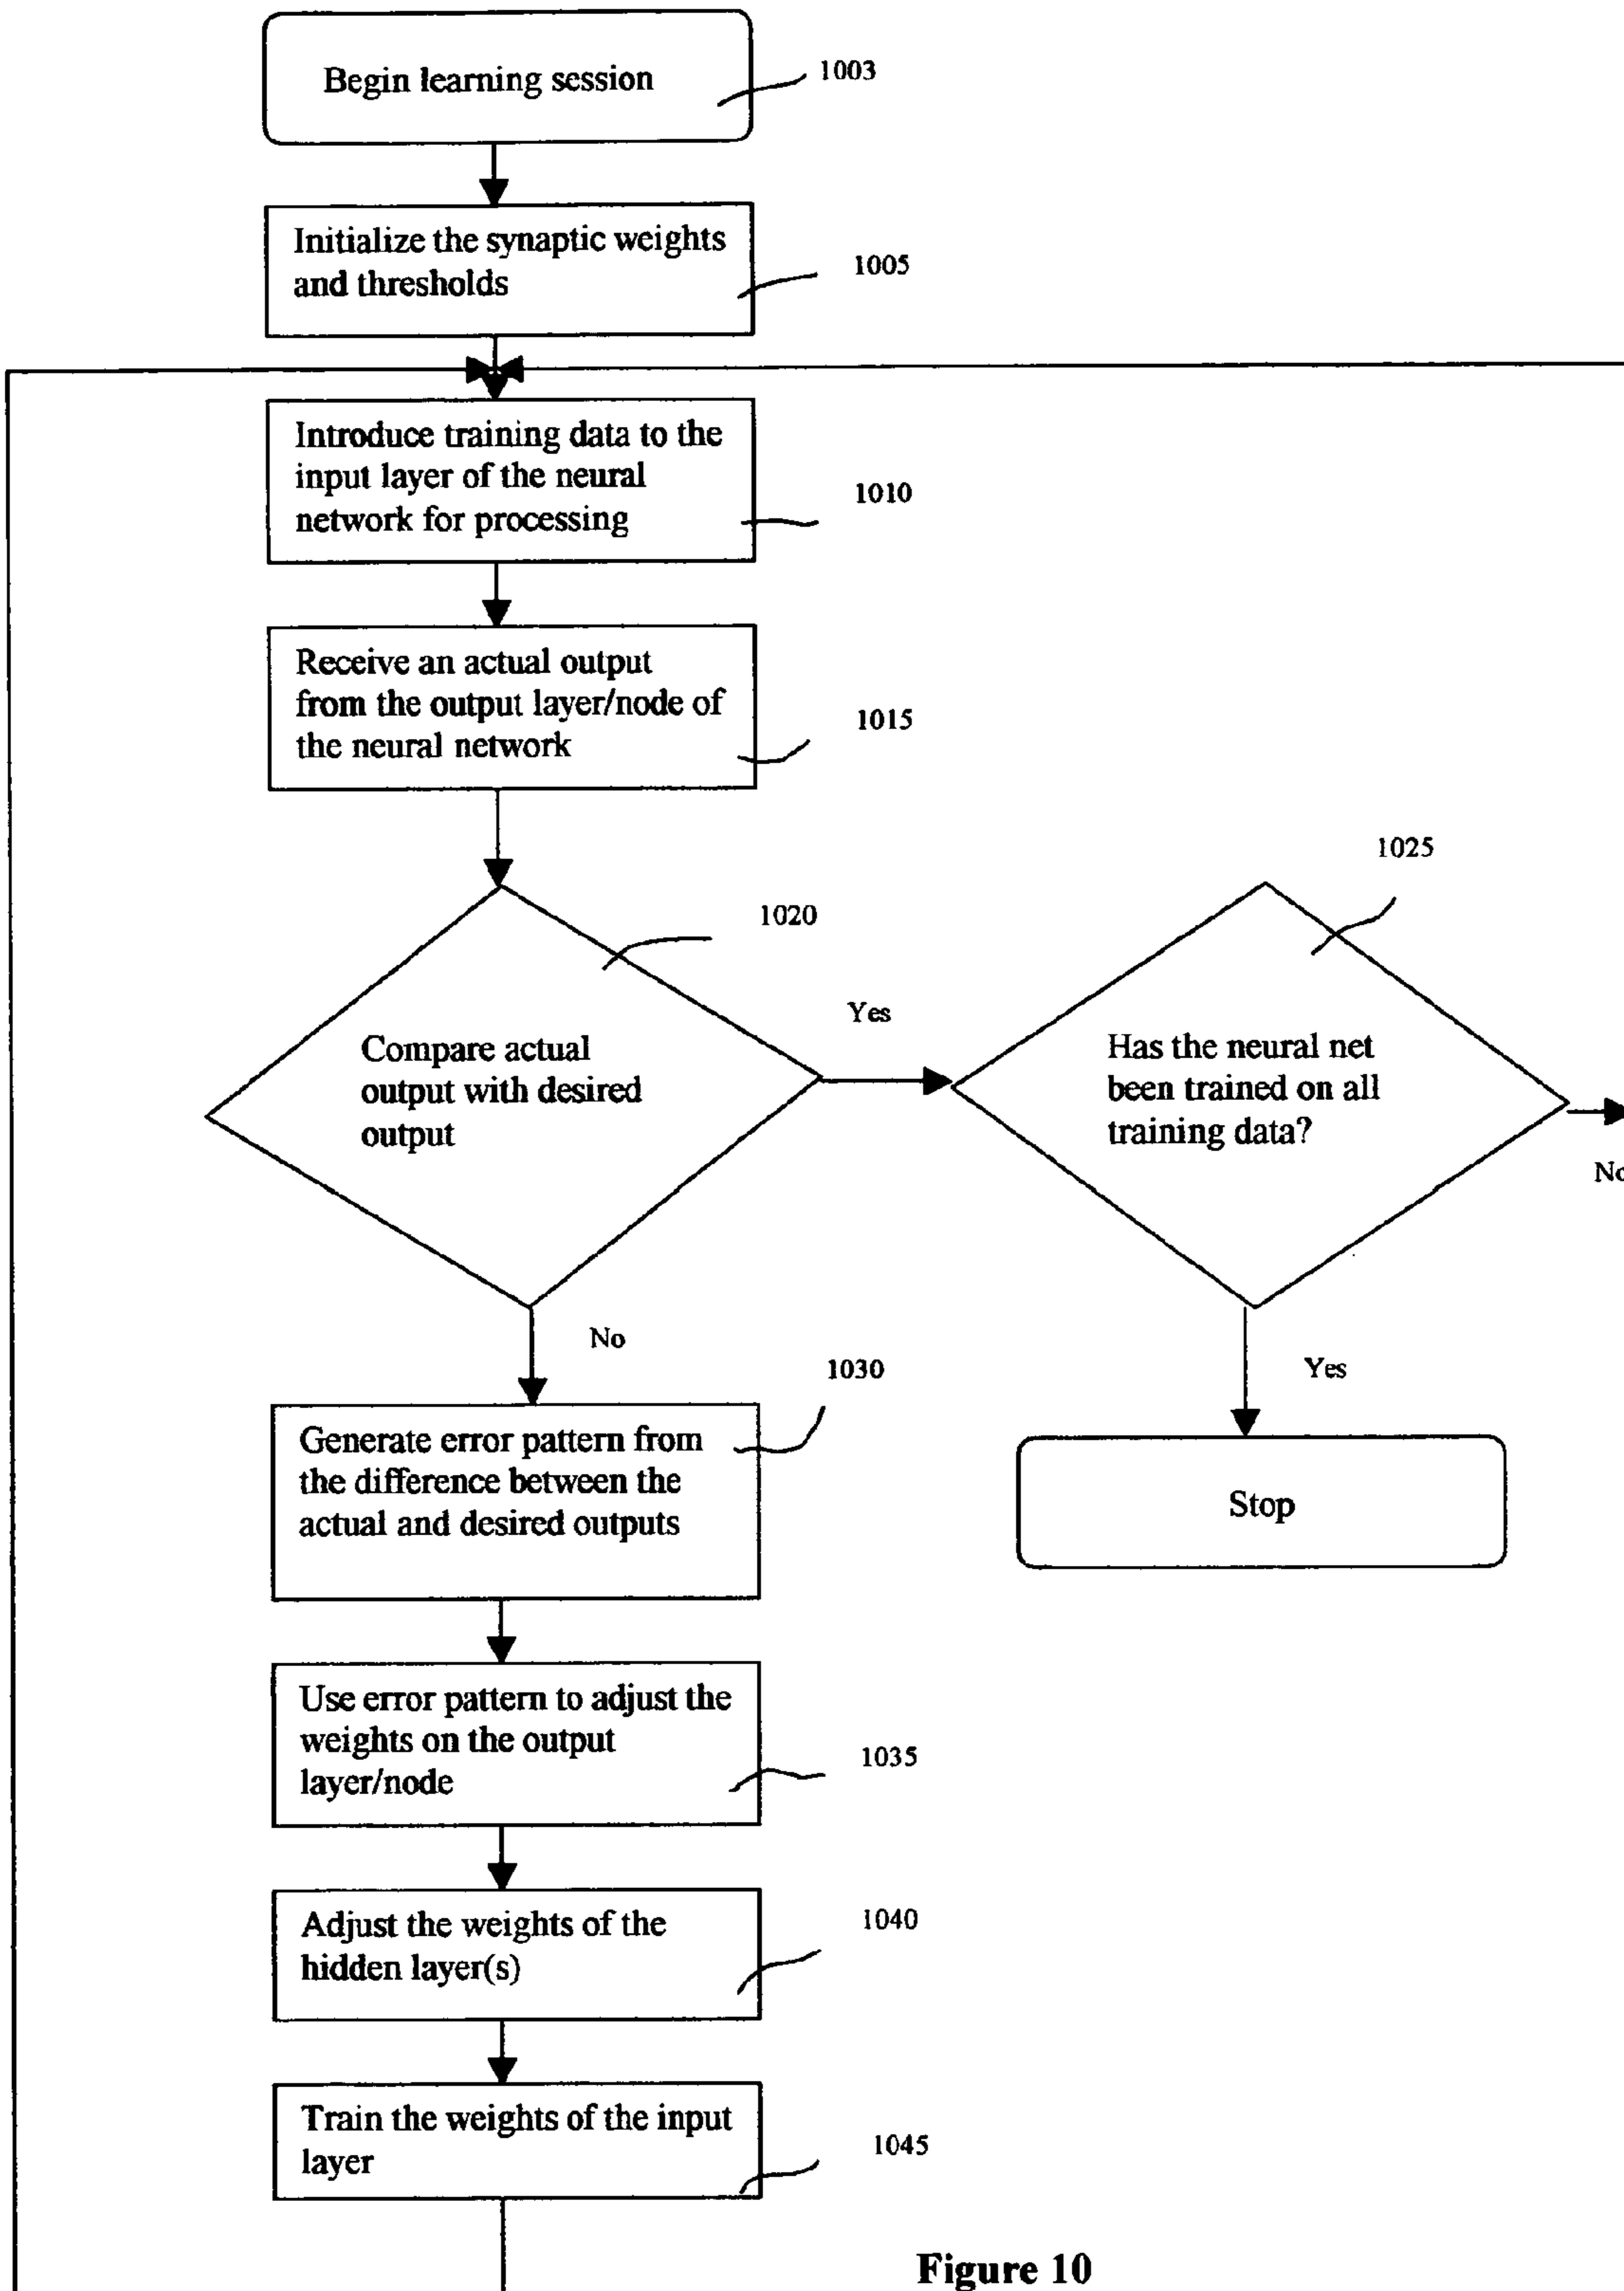 Begin learning session
1003
Initialize the synaptic weights
and thresholds
1005
Introduce training data to the
input layer of the neural
network for processing
1010
Receive an actual output
from the output layer/node of
the neural network
1015
1020
Compare actual
output with desired
output
Yes
1025
Has the neural net
been trained on all
training data?
No
No
Yes
1030
Generate error pattern from
the difference between the
actual and desired outputs
Stop
Use error pattern to adjust the
weights on the output
layer/node
1035
Adjust the weights of the
hidden layer(s)
1040
Train the weights of the input
layer
1045
Figure 10